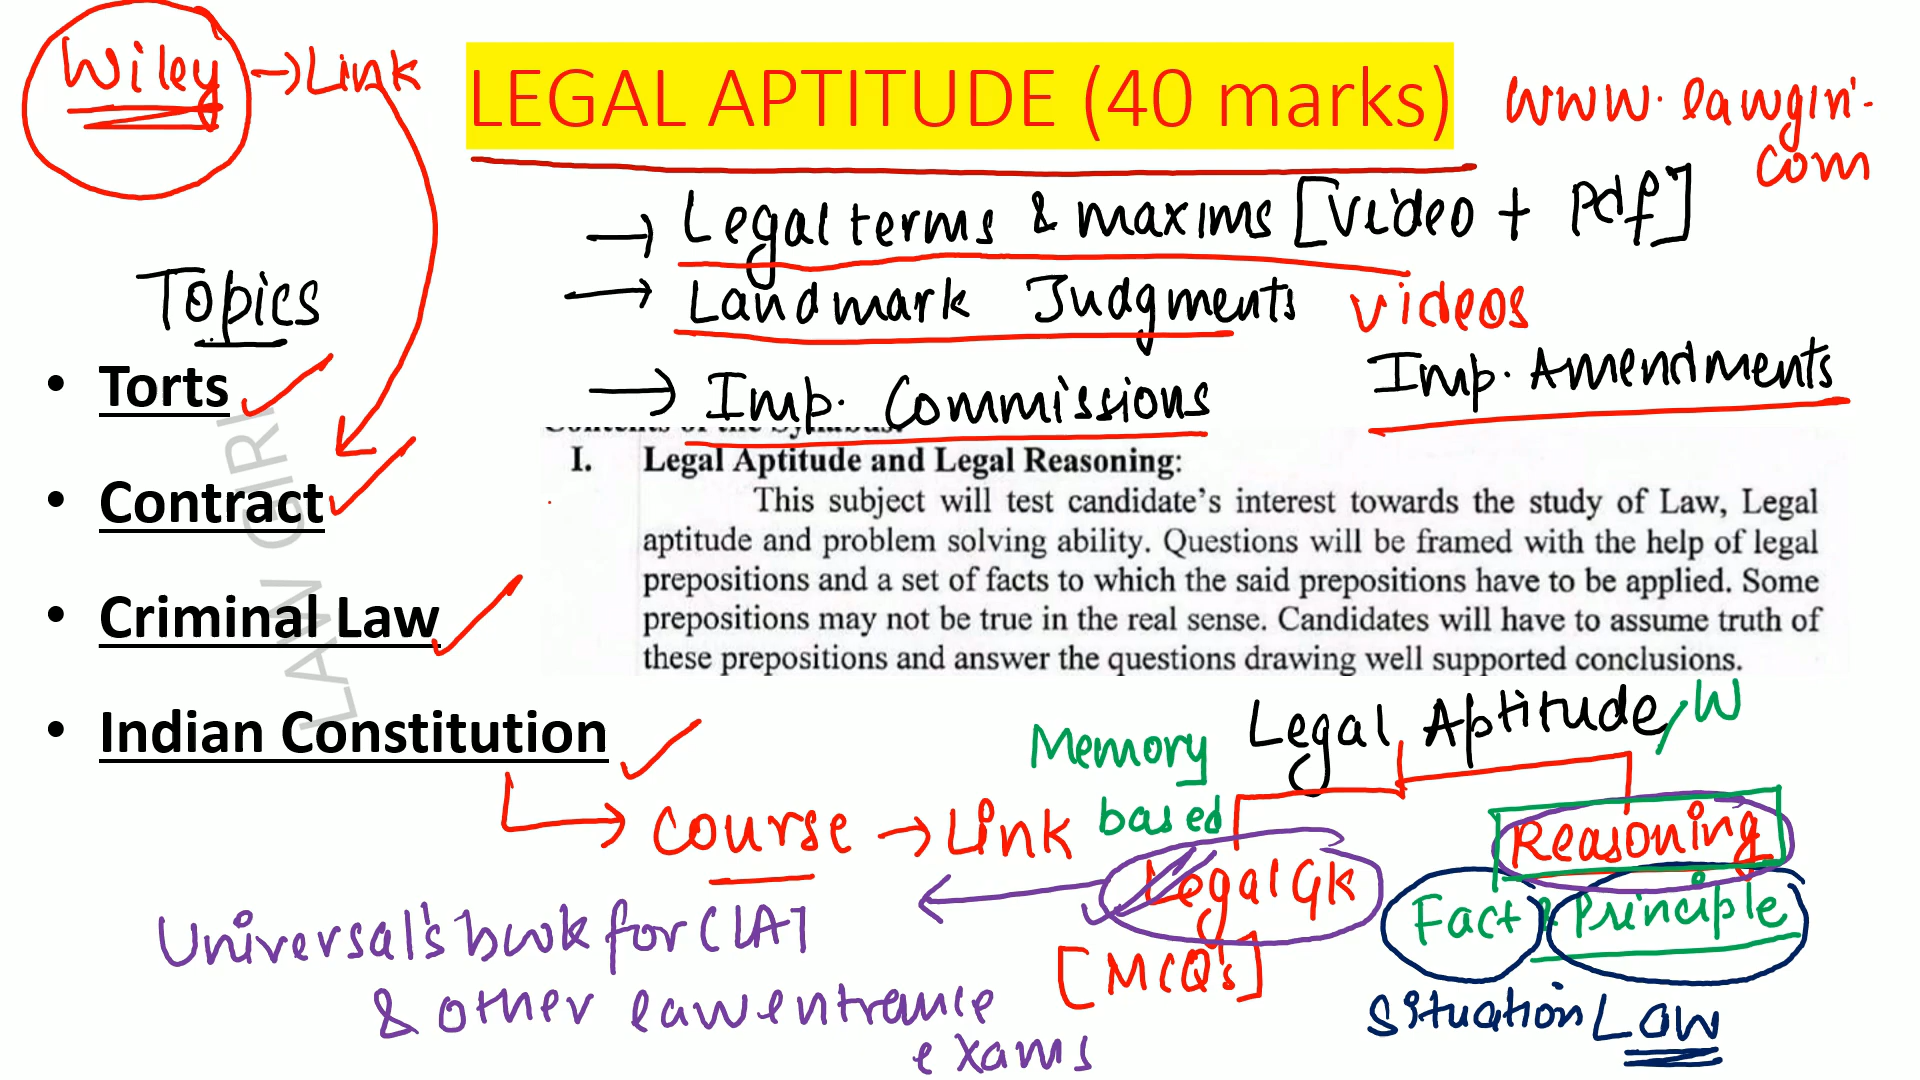 Wiley → Link
LEGAL APTITUDE (40 marks)
www.lawgiri.
com
→ Legal terms & maxims [Video + Pdf]
→ Landmark Judgments videos
→ Imp. Commissions
Imp. Amendments
Topics
• Torts
• Contract
• Criminal Law
• Indian Constitution
LAW GIRI
Contents of the Syllabus:
I. Legal Aptitude and Legal Reasoning:
This subject will test candidate's interest towards the study of Law, Legal
aptitude and problem solving ability. Questions will be framed with the help of legal
prepositions and a set of facts to which the said prepositions have to be applied. Some
prepositions may not be true in the real sense. Candidates will have to assume truth of
these prepositions and answer the questions drawing well supported conclusions.
→ Course → Link
Legal Aptitude
W
Memory
based
Legal GK
[MCQ's]
Reasoning
Fact & Principle
Situation Law
Universal's book for CLAT
& other law entrance
exams